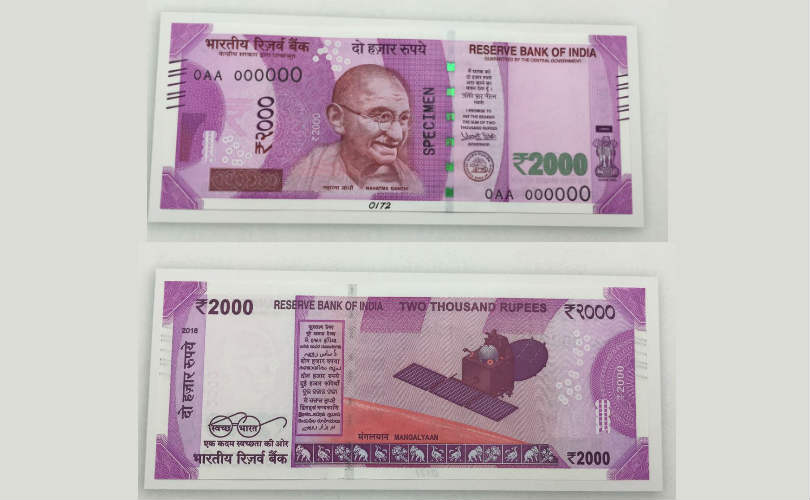 भारतीय रिज़र्व बैंक
दो हज़ार रुपये
RESERVE BANK OF INDIA
GUARANTEED BY THE CENTRAL GOVERNMENT
0AA 000000
₹२०००
₹2000
SPECIMEN
I PROMISE TO
PAY THE BEARER
THE SUM OF TWO
THOUSAND RUPEES
GOVERNOR
₹2000
महात्मा गांधी MAHATMA GANDHI
0AA 000000
0172
₹2000
RESERVE BANK OF INDIA
TWO THOUSAND RUPEES
₹२०००
2016
दो हज़ार रुपये
₹2000
स्वच्छ भारत
एक कदम स्वच्छता की ओर
भारतीय रिज़र्व बैंक
मंगलयान MANGALYAAN
₹2000